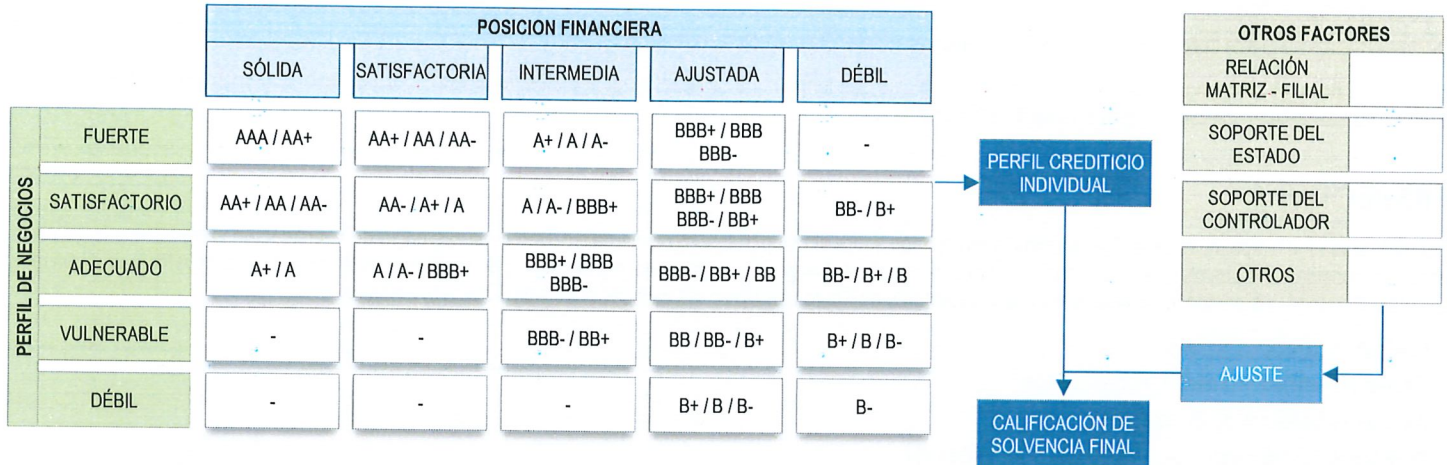 POSICION FINANCIERA
SÓLIDA
SATISFACTORIA
INTERMEDIA
AJUSTADA
DÉBIL
PERFIL DE NEGOCIOS
FUERTE
AAA / AA+
AA+ / AA / AA-
A+ / A / A-
BBB+ / BBB
BBB-
-
SATISFACTORIO
AA+ / AA / AA-
AA- / A+ / A
A / A- / BBB+
BBB+ / BBB
BBB- / BB+
BB- / B+
ADECUADO
A+ / A
A / A- / BBB+
BBB+ / BBB
BBB-
BBB- / BB+ / BB
BB- / B+ / B
VULNERABLE
-
-
BBB- / BB+
BB / BB- / B+
B+ / B / B-
DÉBIL
-
-
-
B+ / B / B-
B-
PERFIL CREDITICIO
INDIVIDUAL
CALIFICACIÓN DE
SOLVENCIA FINAL
OTROS FACTORES
RELACIÓN
MATRIZ - FILIAL
SOPORTE DEL
ESTADO
SOPORTE DEL
CONTROLADOR
OTROS
AJUSTE